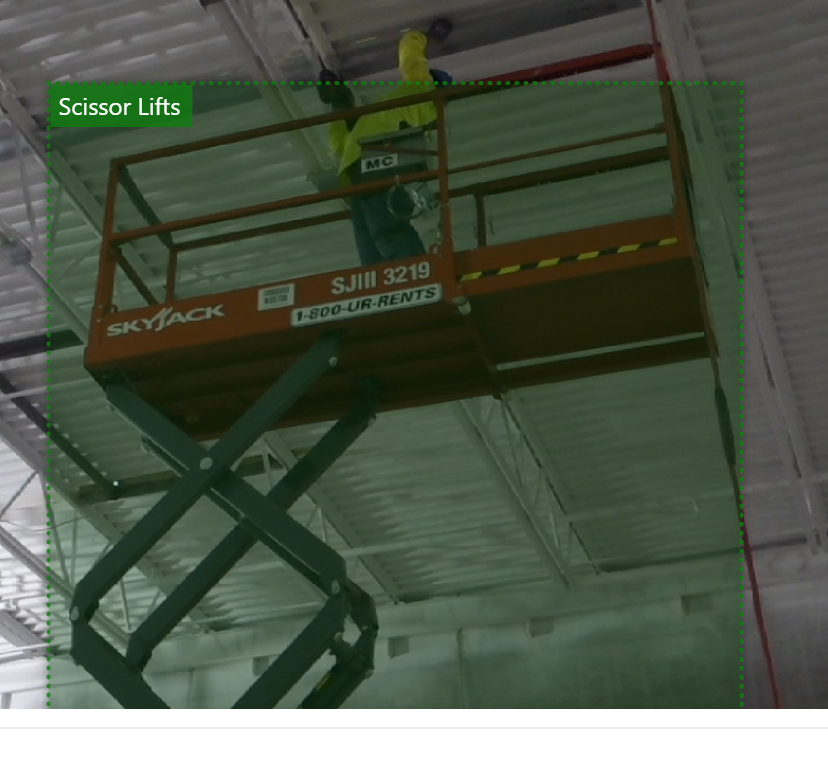 Scissor Lifts
MC
SJIII 3219
SKYJACK
1-800-UR-RENTS